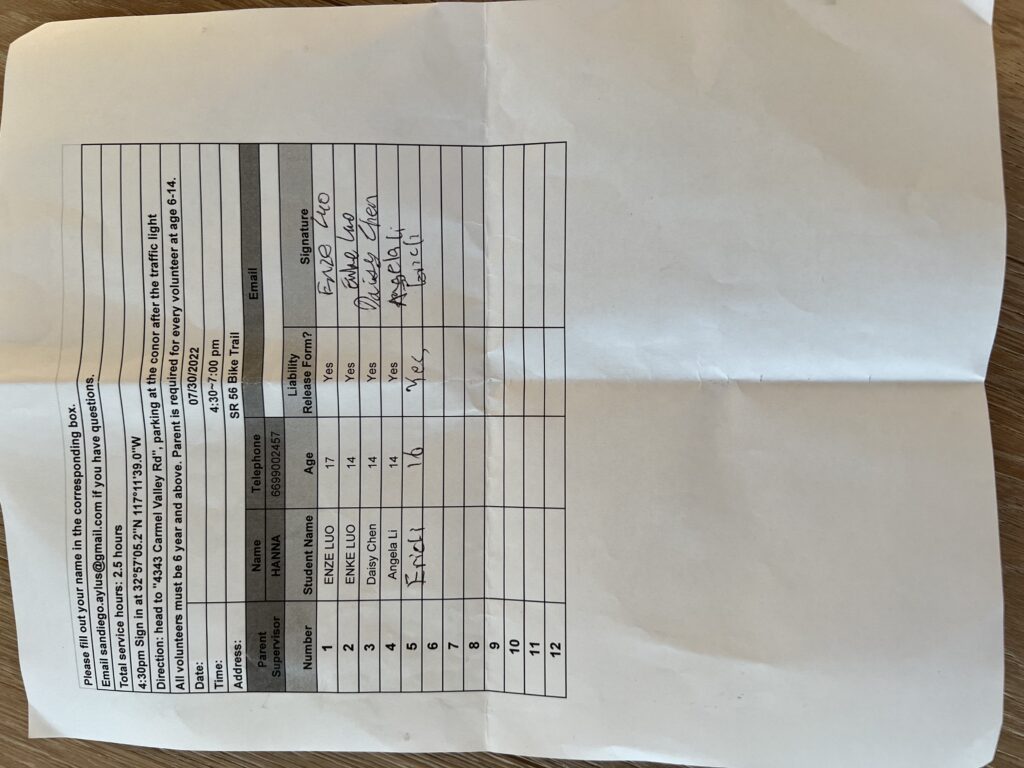 Please fill out your name in the corresponding box.
Email sandiego.aylus@gmail.com if you have questions.
Total service hours: 2.5 hours
4:30pm Sign in at 32°57'05.2"N 117°11'39.0"W
Direction: head to "4343 Carmel Valley Rd", parking at the conor after the traffic light
All volunteers must be 6 year and above. Parent is required for every volunteer at age 6-14.
Date: 07/30/2022
Time: 4:30~7:00 pm
Address: SR 56 Bike Trail
Parent Supervisor Name Telephone Email
HANNA 6699002457
Number Student Name Age Liability Release Form? Signature
1 ENZE LUO 17 Yes Enze Luo
2 ENKE LUO 14 Yes Enke Luo
3 Daisy Chen 14 Yes Daisy Chen
4 Angela Li 14 Yes Angela Li
5 16 Yes,
6
7
8
9
10
11
12